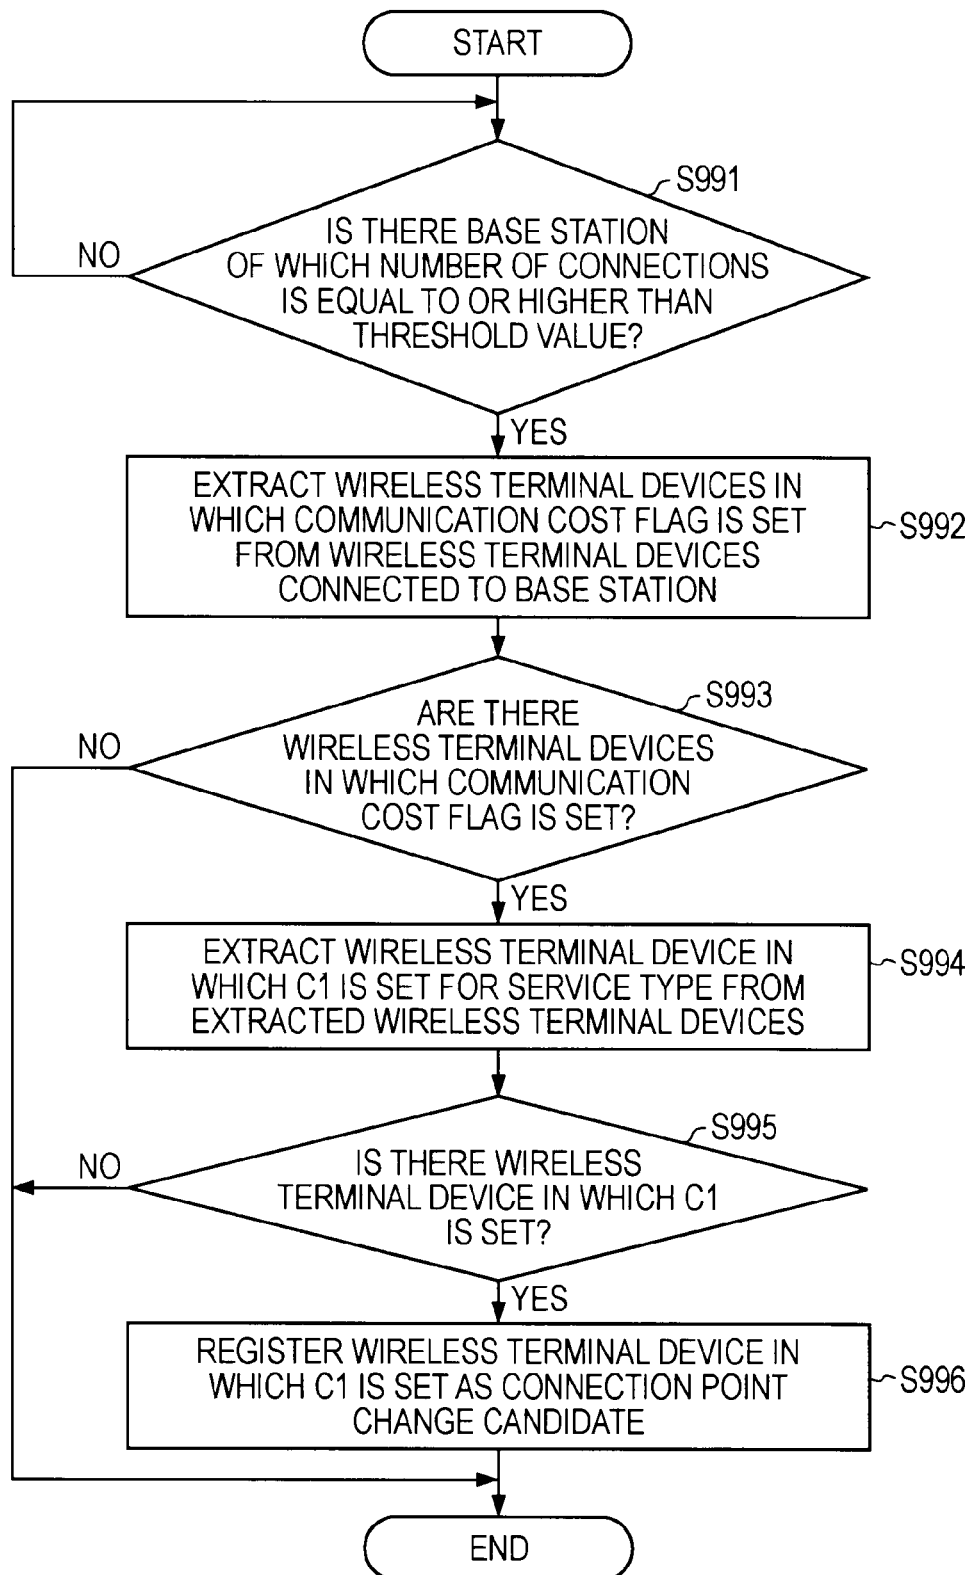 START
S991
IS THERE BASE STATION
OF WHICH NUMBER OF CONNECTIONS
IS EQUAL TO OR HIGHER THAN
THRESHOLD VALUE?
NO
YES
EXTRACT WIRELESS TERMINAL DEVICES IN
WHICH COMMUNICATION COST FLAG IS SET
FROM WIRELESS TERMINAL DEVICES
CONNECTED TO BASE STATION
S992
S993
ARE THERE
WIRELESS TERMINAL DEVICES
IN WHICH COMMUNICATION
COST FLAG IS SET?
NO
YES
EXTRACT WIRELESS TERMINAL DEVICE IN
WHICH C1 IS SET FOR SERVICE TYPE FROM
EXTRACTED WIRELESS TERMINAL DEVICES
S994
S995
IS THERE WIRELESS
TERMINAL DEVICE IN WHICH C1
IS SET?
NO
YES
REGISTER WIRELESS TERMINAL DEVICE IN
WHICH C1 IS SET AS CONNECTION POINT
CHANGE CANDIDATE
S996
END